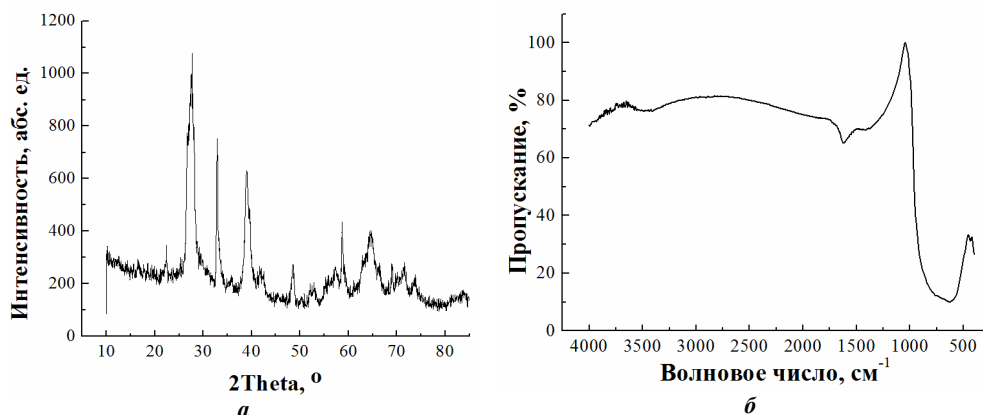 Интенсивность, абс. ед.
1200
1000
800
600
400
200
0
10 20 30 40 50 60 70 80
2Theta, °
а
Пропускание, %
100
80
60
40
20
0
4000 3500 3000 2500 2000 1500 1000 500
Волновое число, см⁻¹
б